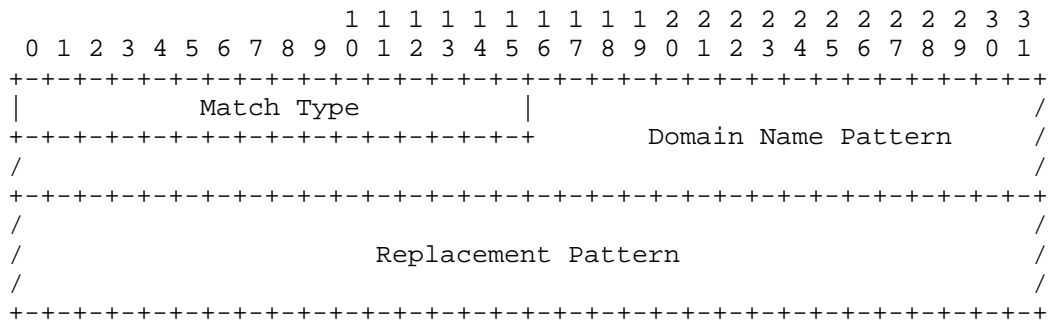 1 1 1 1 1 1 1 1 1 1 2 2 2 2 2 2 2 2 2 2 3 3
 0 1 2 3 4 5 6 7 8 9 0 1 2 3 4 5 6 7 8 9 0 1 2 3 4 5 6 7 8 9 0 1
+-+-+-+-+-+-+-+-+-+-+-+-+-+-+-+-+-+-+-+-+-+-+-+-+-+-+-+-+-+-+-+-+
|           Match Type          |                               /
+-+-+-+-+-+-+-+-+-+-+-+-+-+-+-+-+       Domain Name Pattern     /
/                                                               /
+-+-+-+-+-+-+-+-+-+-+-+-+-+-+-+-+-+-+-+-+-+-+-+-+-+-+-+-+-+-+-+-+
/                                                               /
/                      Replacement Pattern                      /
/                                                               /
+-+-+-+-+-+-+-+-+-+-+-+-+-+-+-+-+-+-+-+-+-+-+-+-+-+-+-+-+-+-+-+-+